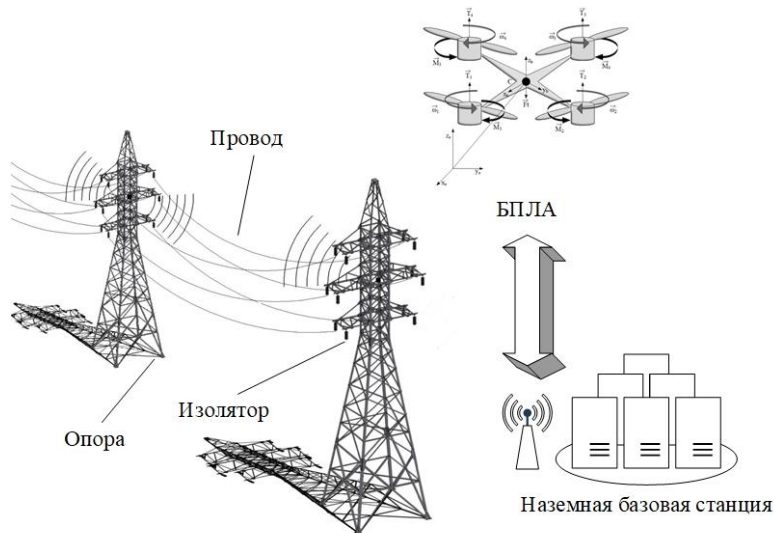 Провод
БПЛА
Изолятор
Опора
Наземная базовая станция